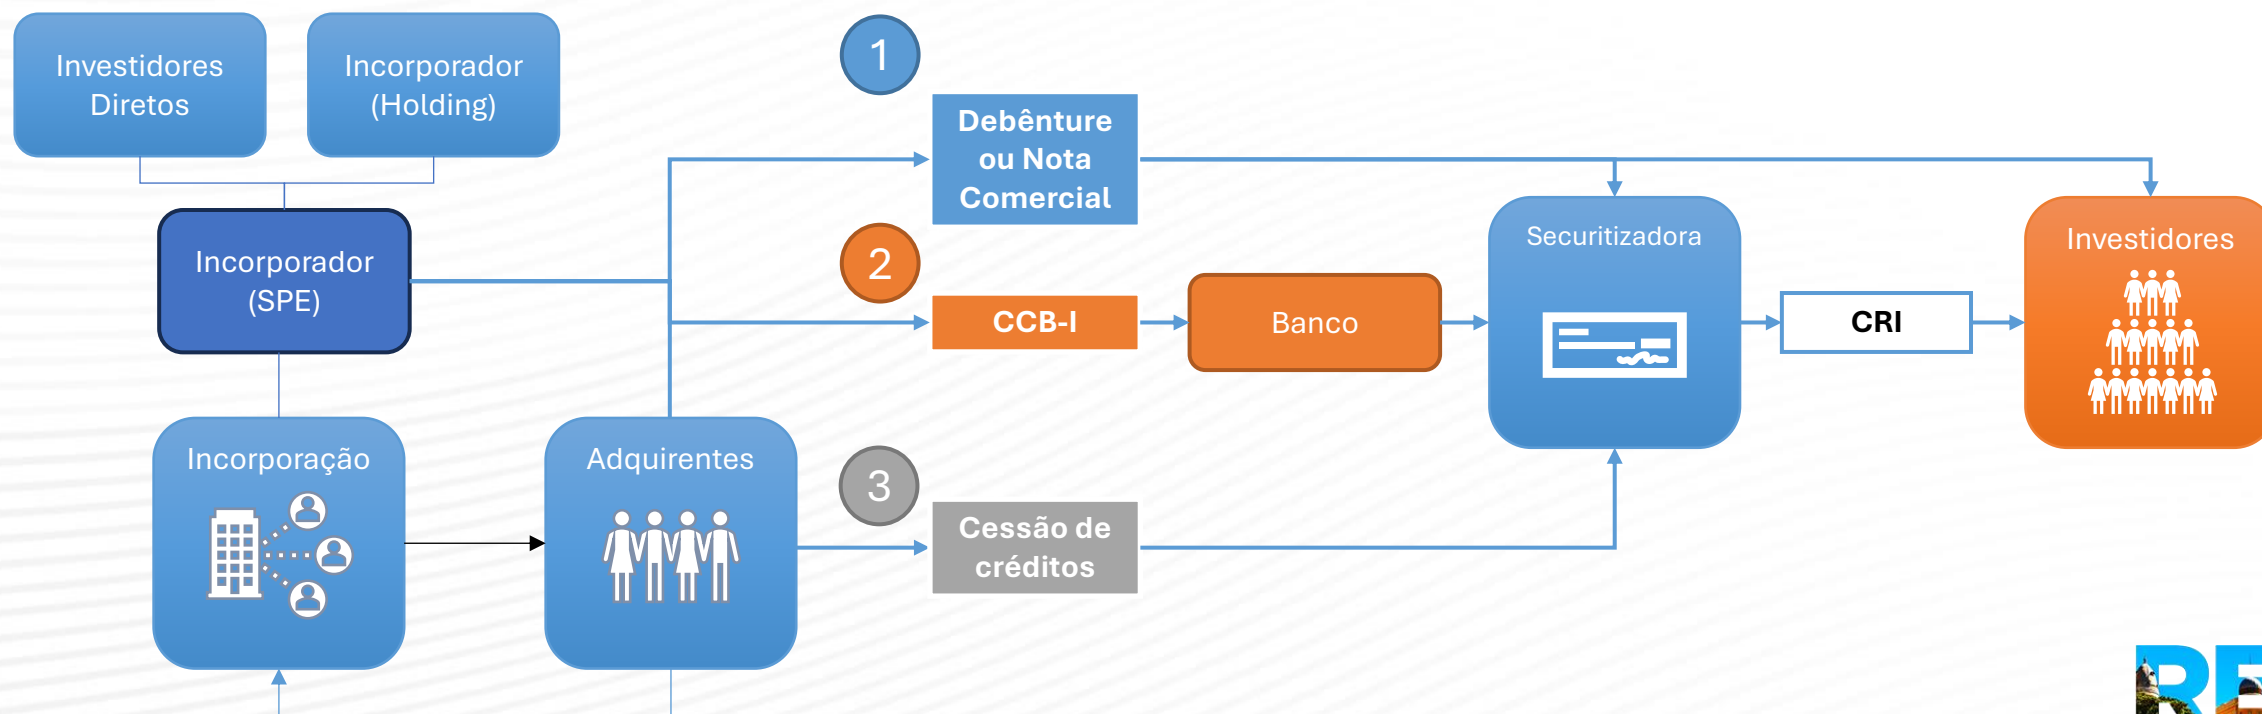 Investidores
Diretos
Incorporador
(Holding)
1
Debênture
ou Nota
Comercial
Incorporador
(SPE)
2
CCB-I
Banco
Securitizadora
CRI
Investidores
Incorporação
Adquirentes
3
Cessão de
créditos
RE